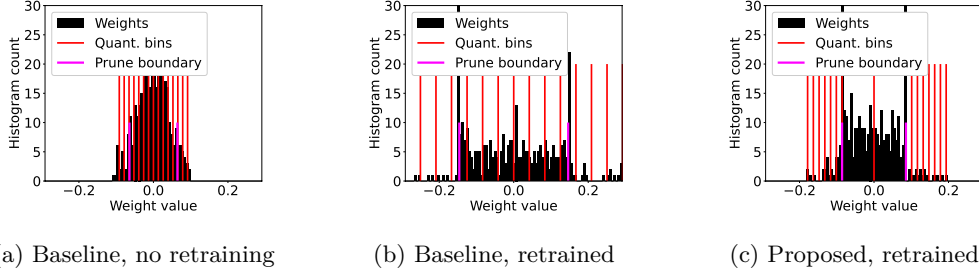 30
25
20
15
10
5
0
Histogram count
Weights
Quant. bins
Prune boundary
−0.2 0.0 0.2
Weight value
30
25
20
15
10
5
0
Histogram count
Weights
Quant. bins
Prune boundary
−0.2 0.0 0.2
Weight value
30
25
20
15
10
5
0
Histogram count
Weights
Quant. bins
Prune boundary
−0.2 0.0 0.2
Weight value
a) Baseline, no retraining
(b) Baseline, retrained
(c) Proposed, retrained